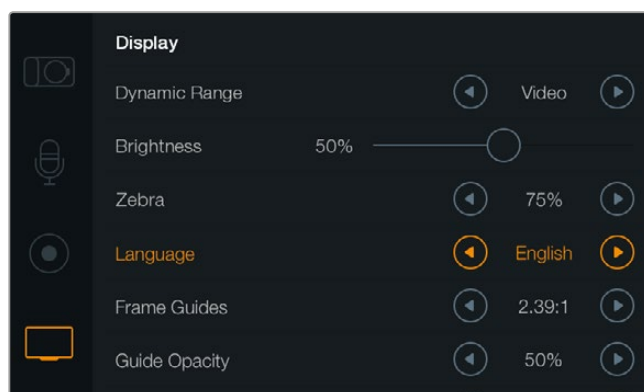 Display
Dynamic Range Video
Brightness 50%
Zebra 75%
Language English
Frame Guides 2.39:1
Guide Opacity 50%